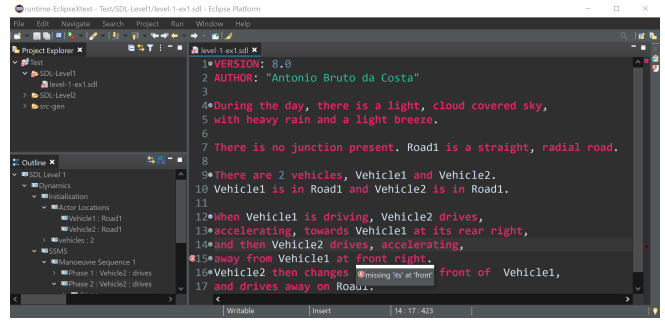 runtime-EclipseXtext - Test/SDL-Level1/level-1-ex1.sdl - Eclipse Platform
File Edit Navigate Search Project Run Window Help
Project Explorer
level-1-ex1.sdl
Test
SDL-Level1
level-1-ex1.sdl
SDL-Level2
src-gen
Outline
SDL Level 1
Dynamics
Initialisation
Actor Locations
Vehicle1 : Road1
Vehicle2 : Road1
vehicles : 2
SSMS
Manoeuvre Sequence 1
Phase 1 : Vehicle2 : drives
Phase 2 : Vehicle2 : drives
1 VERSION: 8.0
2 AUTHOR: "Antonio Bruto da Costa"
3
4 During the day, there is a light, cloud covered sky,
5 with heavy rain and a light breeze.
6
7 There is no junction present. Road1 is a straight, radial road.
8
9 There are 2 vehicles, Vehicle1 and Vehicle2.
10 Vehicle1 is in Road1 and Vehicle2 is in Road1.
11
12 When Vehicle1 is driving, Vehicle2 drives,
13 accelerating, towards Vehicle1 at its rear right,
14 and then Vehicle2 drives, accelerating,
15 away from Vehicle1 at front right.
16 Vehicle2 then changes front of Vehicle1,
missing 'its' at 'front'
17 and drives away on Road1.
Writable Insert 14 : 17 : 423